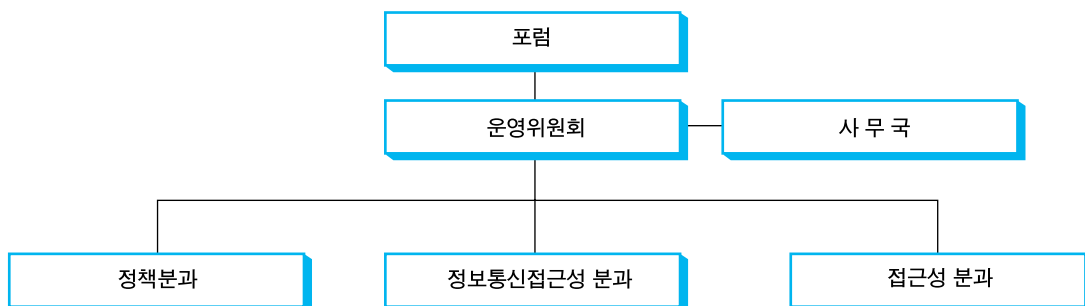 포럼
운영위원회
사 무 국
정책분과
정보통신접근성 분과
접근성 분과